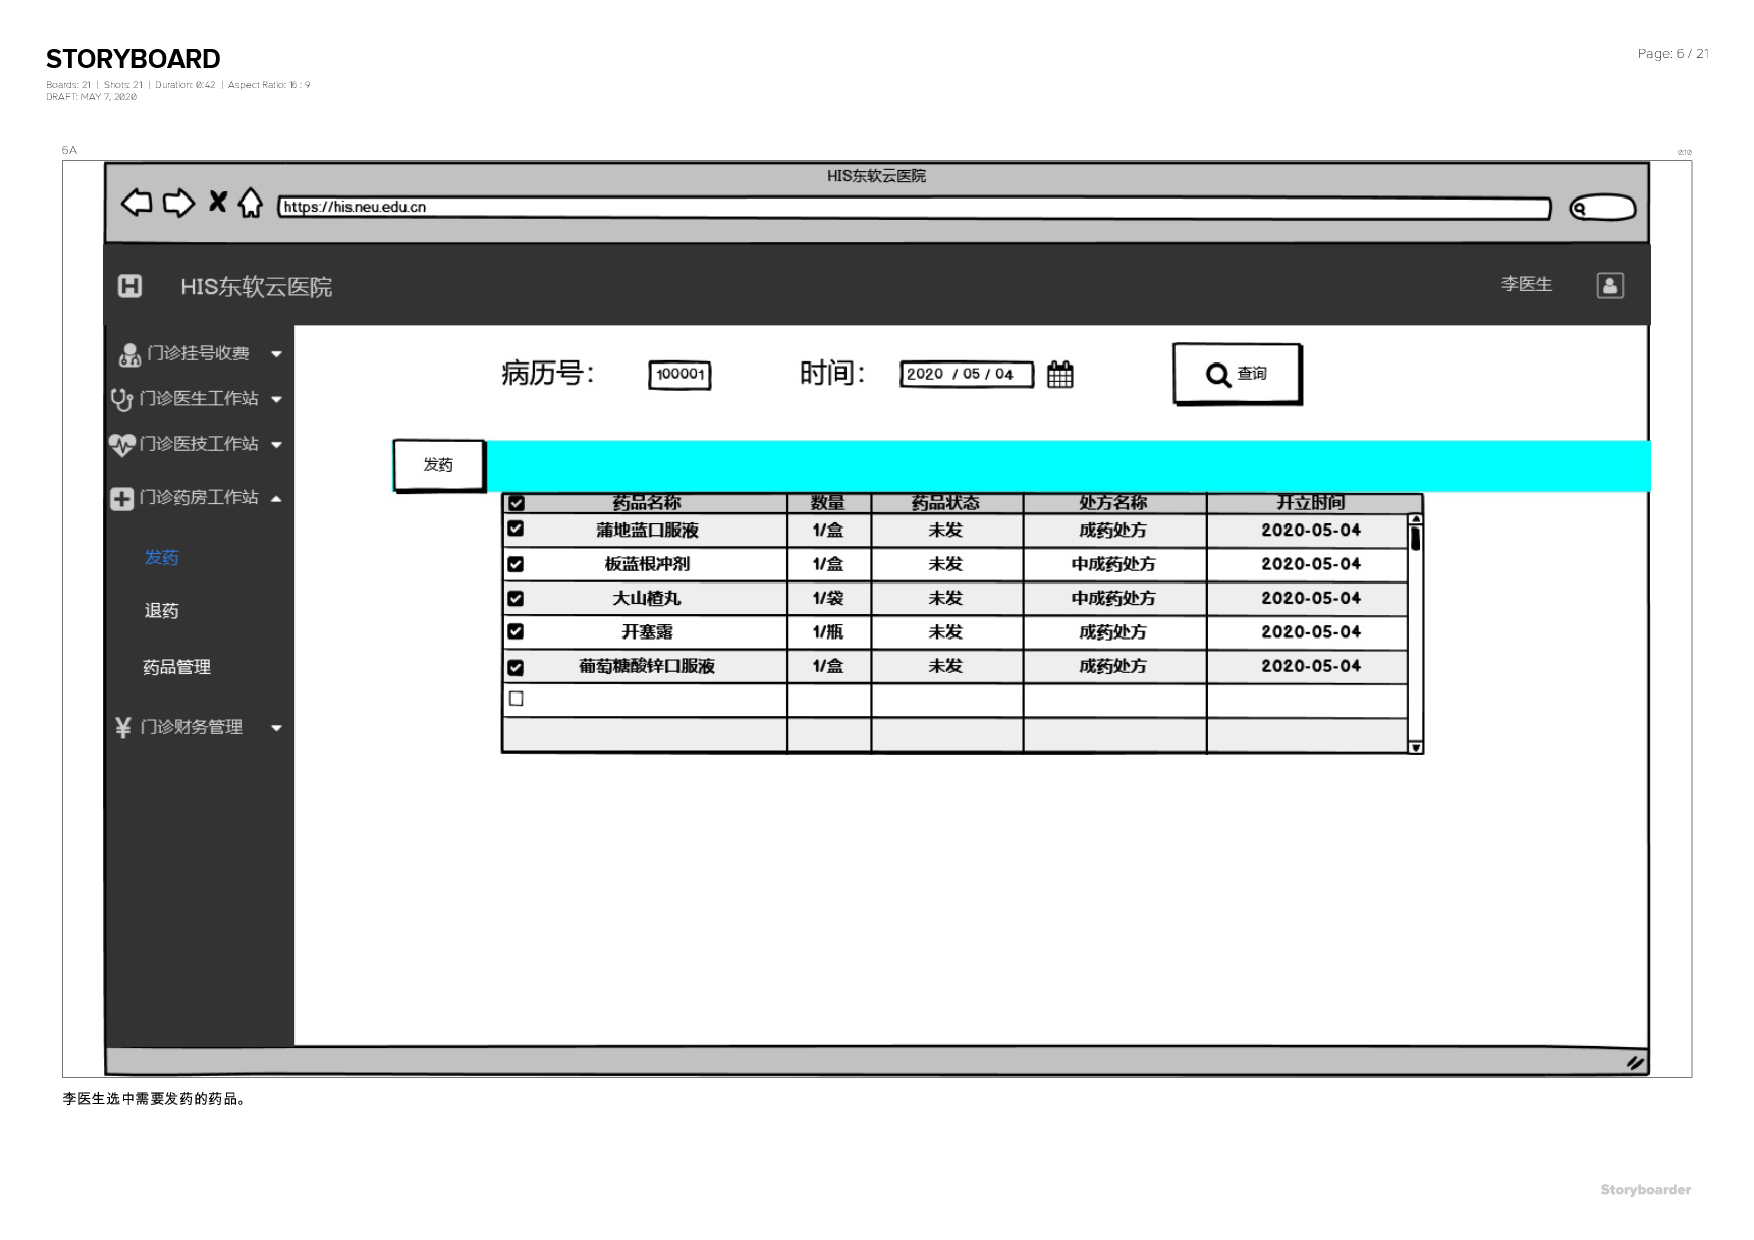 STORYBOARD
Page: 6 / 21
Boards: 21 | Shots: 21 | Duration: 0:42 | Aspect Ratio: 16 : 9
DRAFT: MAY 7, 2020
6A
HIS东软云医院
https://his.neu.edu.cn
HIS东软云医院
李医生
门诊挂号收费
门诊医生工作站
门诊医技工作站
门诊药房工作站
发药
退药
药品管理
¥ 门诊财务管理
病历号： 100001 时间： 2020 / 05 / 04 查询
发药
药品名称 数量 药品状态 处方名称 开立时间
蒲地蓝口服液 1/盒 未发 成药处方 2020-05-04
板蓝根冲剂 1/盒 未发 中成药处方 2020-05-04
大山楂丸 1/袋 未发 中成药处方 2020-05-04
开塞露 1/瓶 未发 成药处方 2020-05-04
葡萄糖酸锌口服液 1/盒 未发 成药处方 2020-05-04
李医生选中需要发药的药品。
Storyboarder